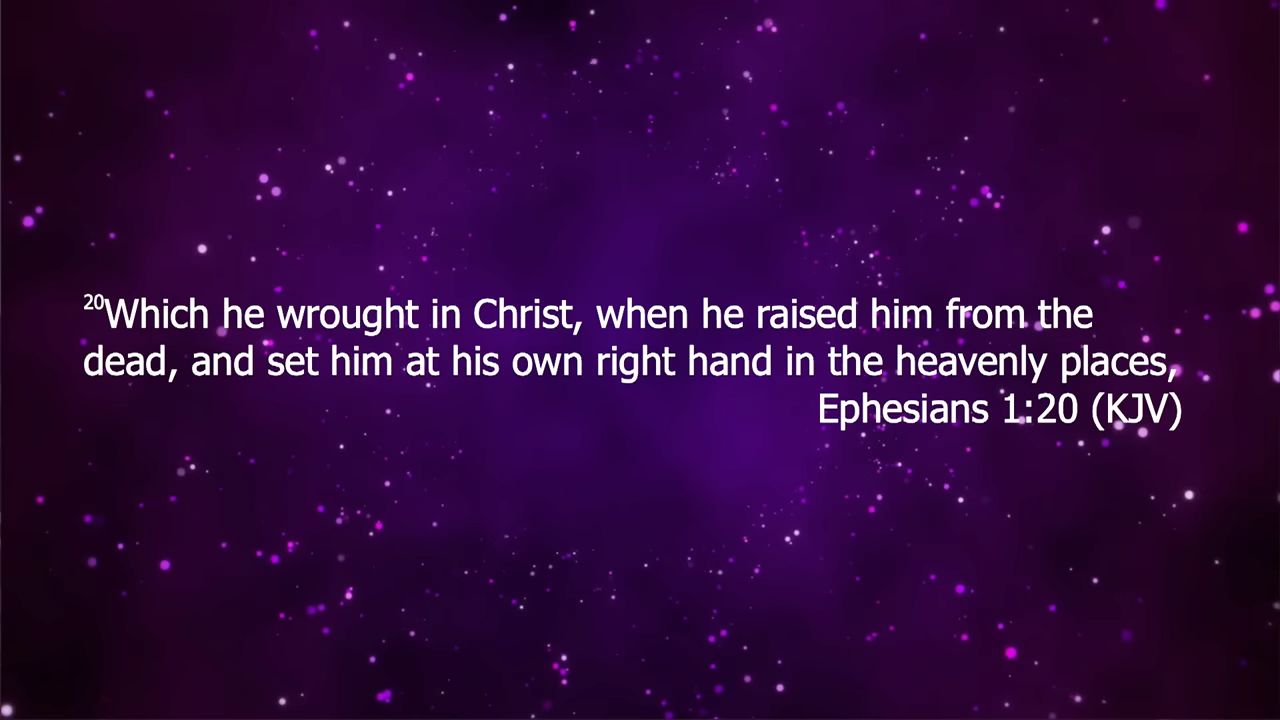 20Which he wrought in Christ, when he raised him from the
dead, and set him at his own right hand in the heavenly places,
Ephesians 1:20 (KJV)